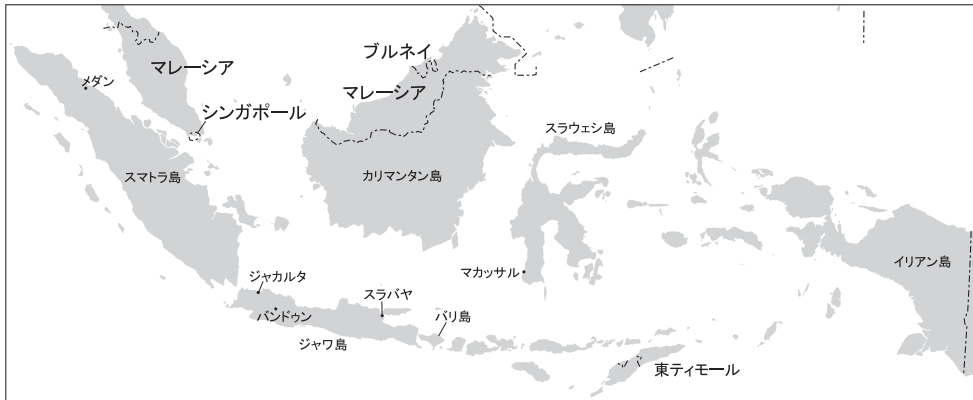 ブルネイ
マレーシア
メダン
マレーシア
シンガポール
スラウェシ島
スマトラ島
カリマンタン島
イリアン島
マカッサル
ジャカルタ
スラバヤ
バンドゥン
バリ島
ジャワ島
東ティモール